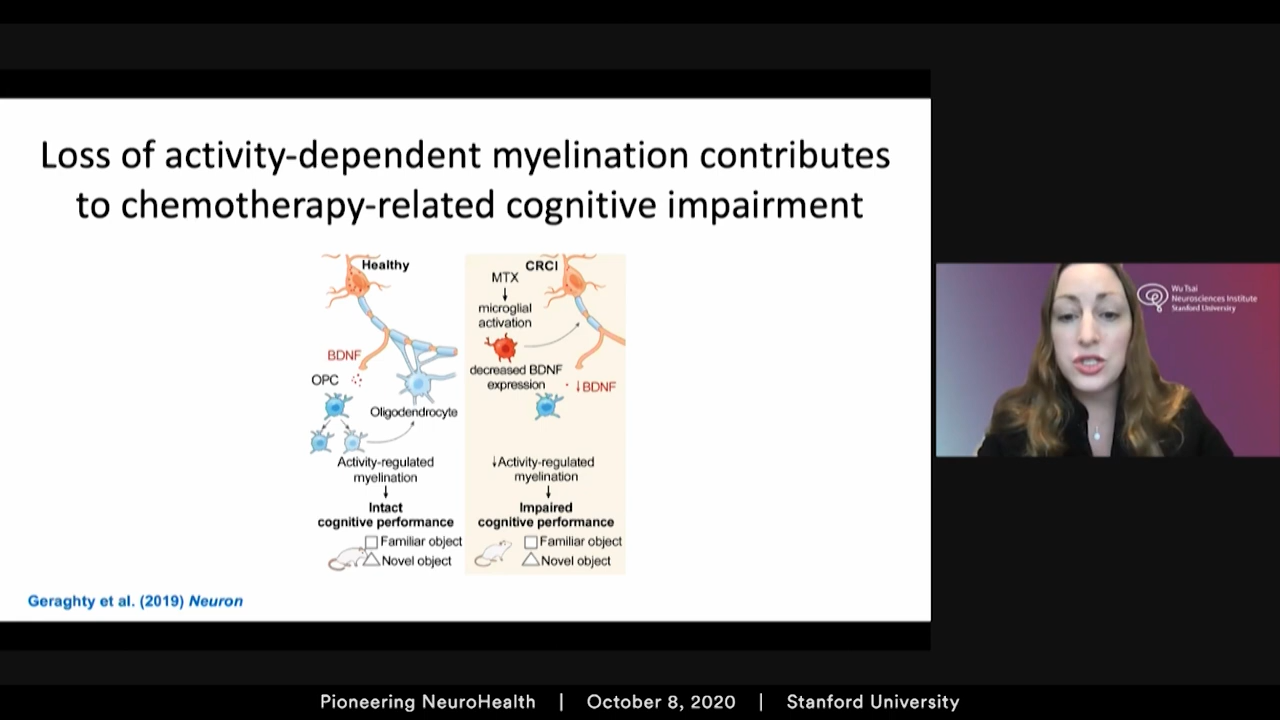 Loss of activity-dependent myelination contributes
to chemotherapy-related cognitive impairment
Healthy
BDNF
OPC
Oligodendrocyte
Activity-regulated
myelination
Intact
cognitive performance
Familiar object
Novel object
CRCI
MTX
microglial
activation
decreased BDNF
expression
↓BDNF
↓Activity-regulated
myelination
Impaired
cognitive performance
Familiar object
Novel object
Geraghty et al. (2019) Neuron
Wu Tsai
Neurosciences Institute
Stanford University
Pioneering NeuroHealth | October 8, 2020 | Stanford University